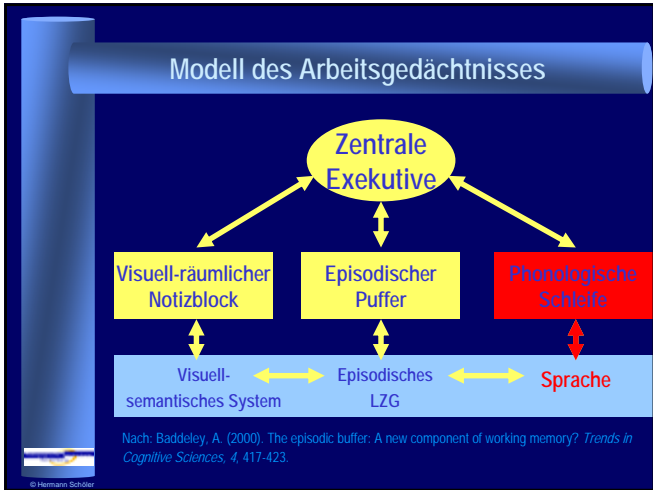 Modell des Arbeitsgedächtnisses
Zentrale
Exekutive
Visuell-räumlicher
Notizblock
Episodischer
Puffer
Phonologische
Schleife
Visuell-
semantisches System
Episodisches
LZG
Sprache
Nach: Baddeley, A. (2000). The episodic buffer: A new component of working memory? Trends in
Cognitive Sciences, 4, 417-423.
© Hermann Schöler